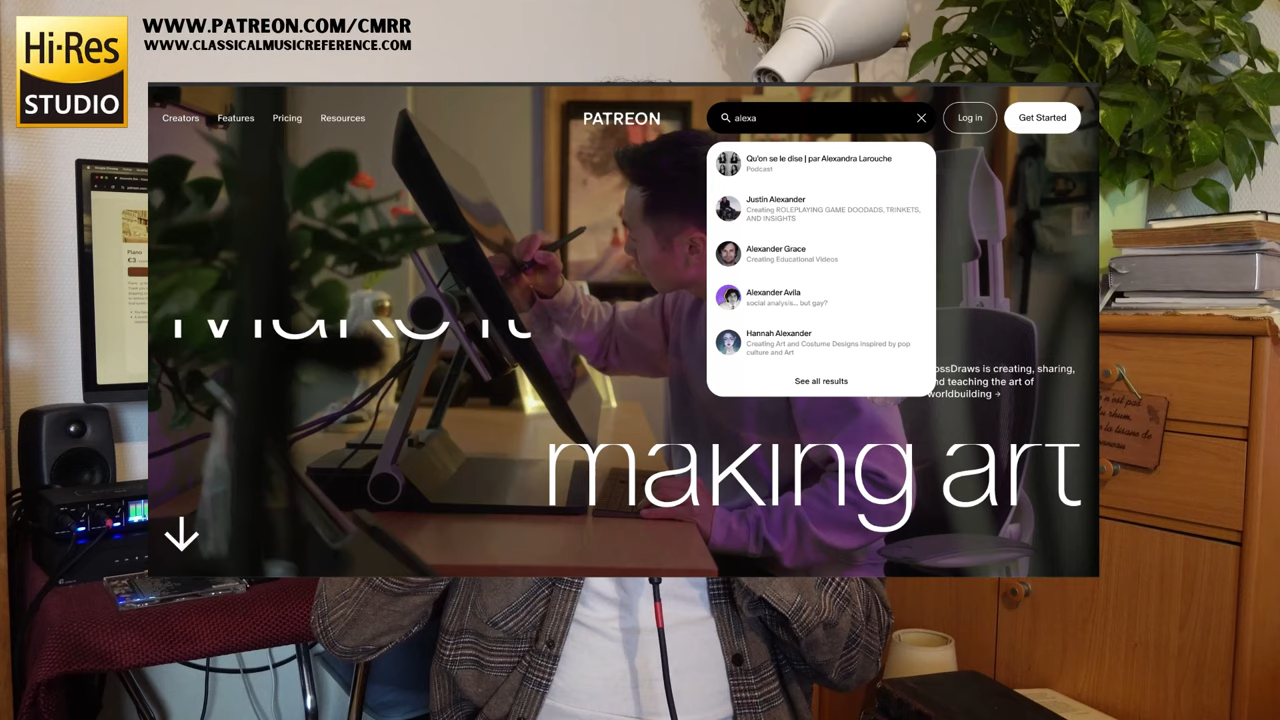 Hi-Res
STUDIO
WWW.PATREON.COM/CMRR
WWW.CLASSICALMUSICREFERENCE.COM
Creators
Features
Pricing
Resources
PATREON
alexa
Log in
Get Started
Qu'on se le dise | par Alexandra Larouche
Podcast
Justin Alexander
Creating ROLEPLAYING GAME DOODADS, TRINKETS,
AND INSIGHTS
Alexander Grace
Creating Educational Videos
Alexander Avila
social analysis... but gay?
Hannah Alexander
Creating Art and Costume Designs inspired by pop
culture and Art
See all results
ossDraws is creating, sharing,
nd teaching the art of
worldbuilding →
making art
Piano